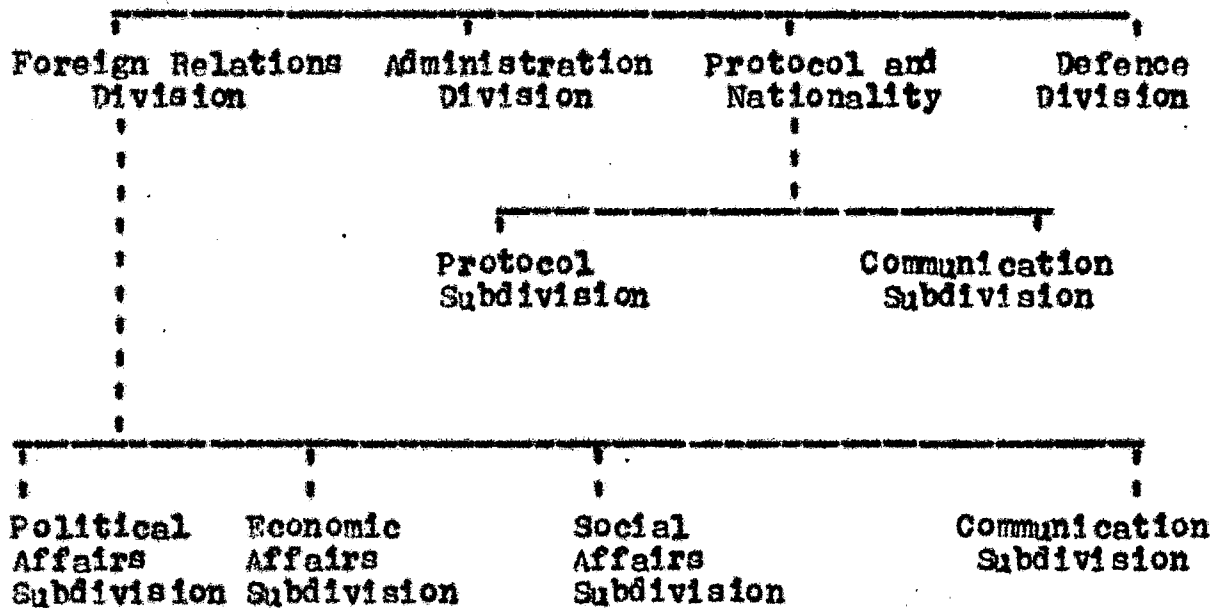 Foreign Relations Administration Protocol and Defence
Division Division Nationality Division
Protocol Communication
Subdivision Subdivision
Political Economic Social Communication
Affairs Affairs Affairs Subdivision
Subdivision Subdivision Subdivision